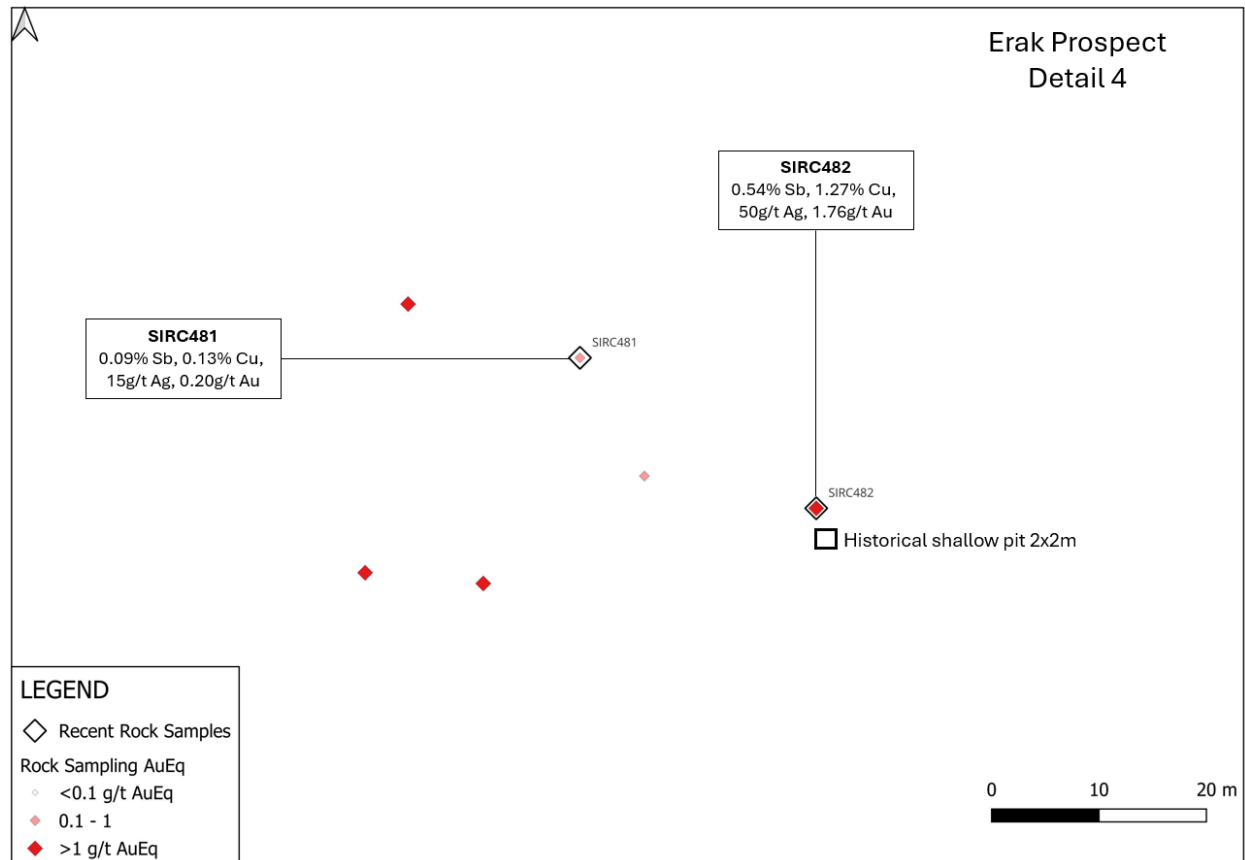 Erak Prospect
Detail 4
SIRC482
0.54% Sb, 1.27% Cu,
50g/t Ag, 1.76g/t Au
SIRC481
0.09% Sb, 0.13% Cu,
15g/t Ag, 0.20g/t Au
SIRC481
SIRC482
Historical shallow pit 2x2m
LEGEND
Recent Rock Samples
Rock Sampling AuEq
<0.1 g/t AuEq
0.1 - 1
>1 g/t AuEq
0 10 20 m